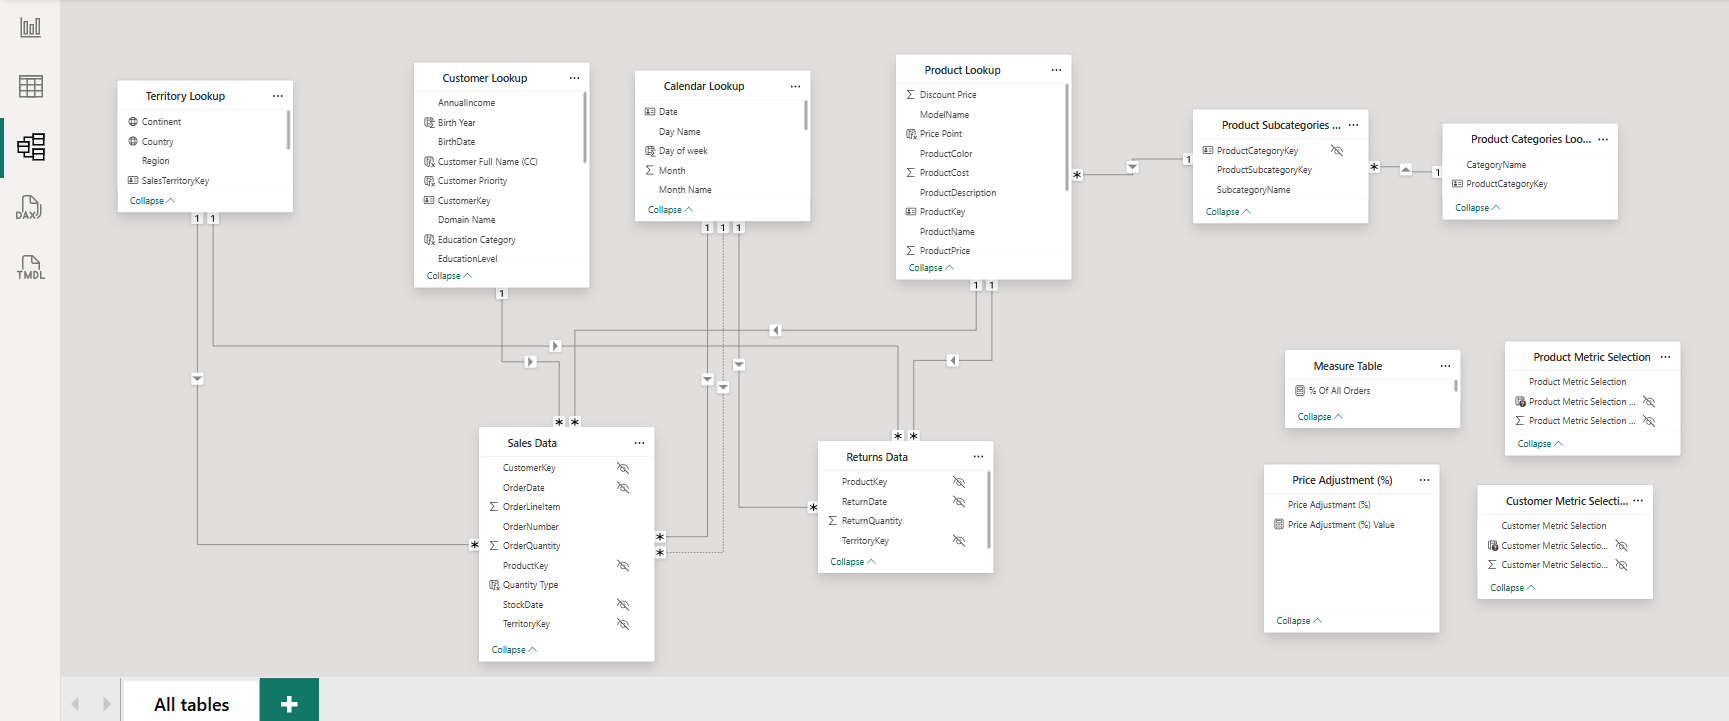 DAX
TMDL
Territory Lookup ...
Continent
Country
Region
SalesTerritoryKey
Collapse
Customer Lookup ...
AnnualIncome
Birth Year
BirthDate
Customer Full Name (CC)
Customer Priority
CustomerKey
Domain Name
Education Category
EducationLevel
Collapse
Calendar Lookup ...
Date
Day Name
Day of week
Month
Month Name
Collapse
Product Lookup ...
Discount Price
ModelName
Price Point
ProductColor
ProductCost
ProductDescription
ProductKey
ProductName
ProductPrice
Collapse
Product Subcategories ... ...
ProductCategoryKey
ProductSubcategoryKey
SubcategoryName
Collapse
Product Categories Loo... ...
CategoryName
ProductCategoryKey
Collapse
1 1
1
1 1 1
1 1
* 1
* 1
Sales Data ...
CustomerKey
OrderDate
OrderLineItem
OrderNumber
OrderQuantity
ProductKey
Quantity Type
StockDate
TerritoryKey
Collapse
* *
*
*
*
Returns Data ...
ProductKey
ReturnDate
ReturnQuantity
TerritoryKey
Collapse
* *
*
Measure Table ...
% Of All Orders
Collapse
Product Metric Selection ...
Product Metric Selection
Product Metric Selection ...
Product Metric Selection ...
Collapse
Price Adjustment (%) ...
Price Adjustment (%)
Price Adjustment (%) Value
Collapse
Customer Metric Selecti... ...
Customer Metric Selection
Customer Metric Selectio...
Customer Metric Selectio...
Collapse
All tables
+